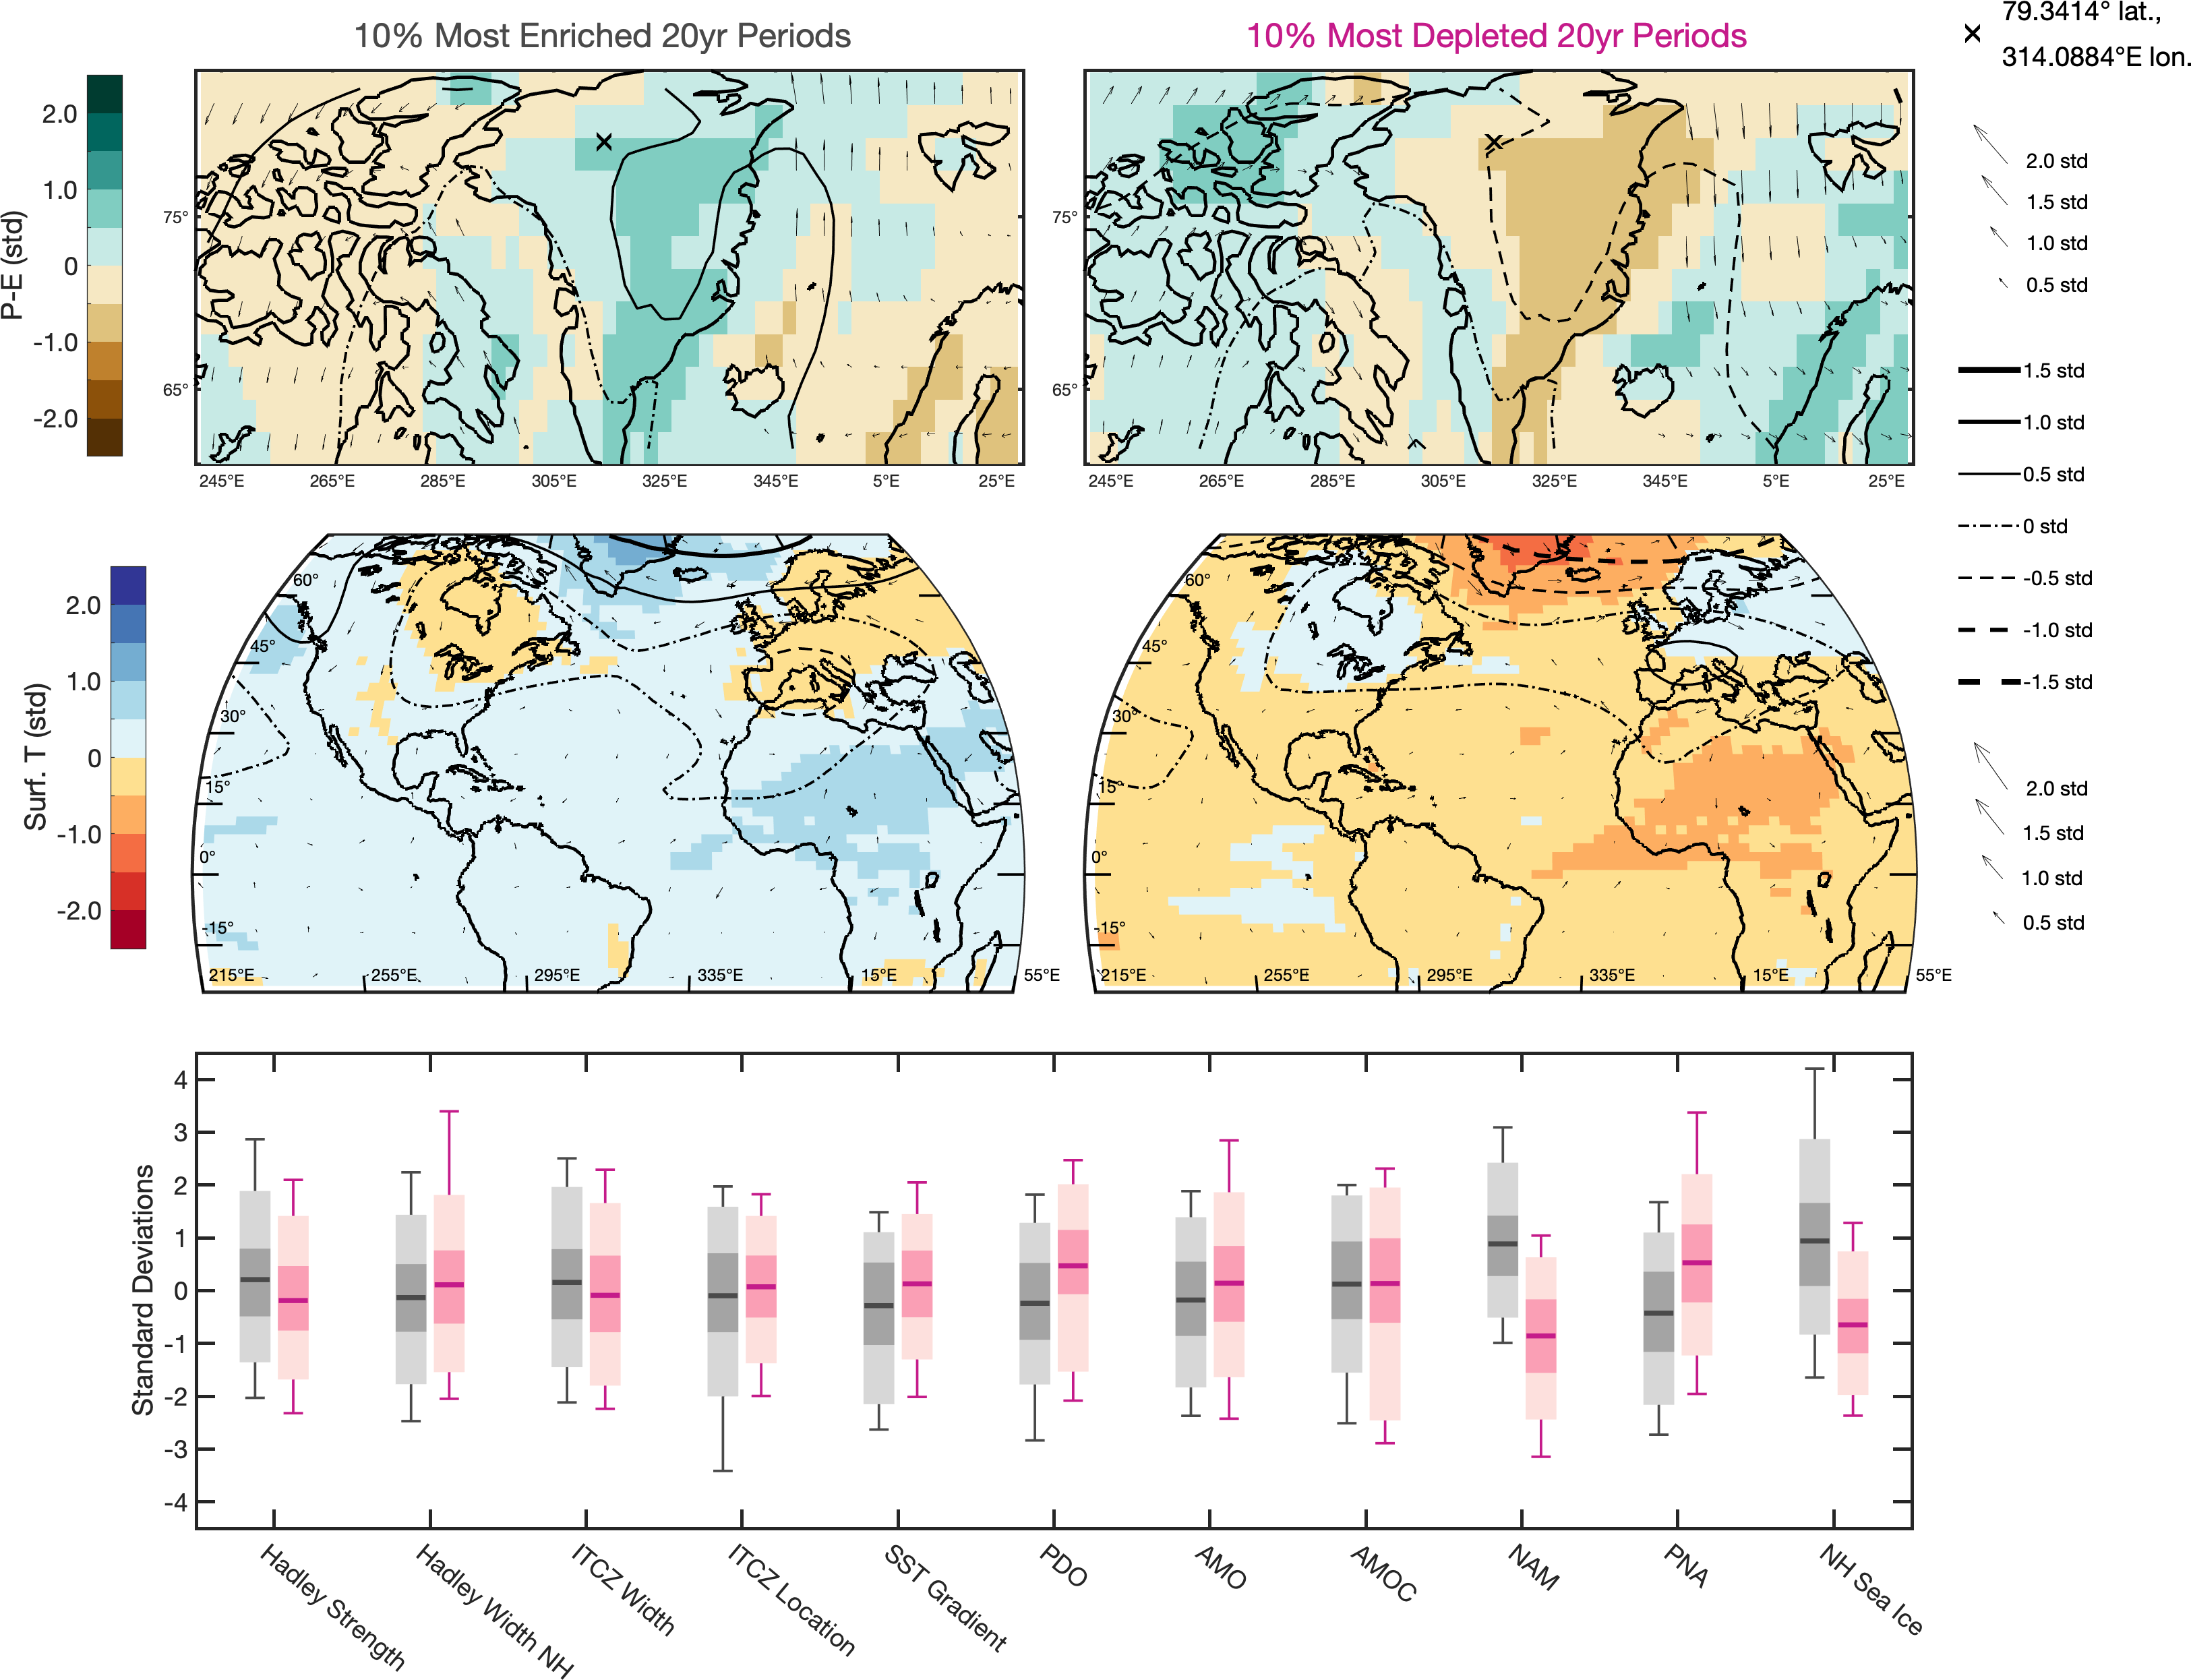 10% Most Enriched 20yr Periods
10% Most Depleted 20yr Periods
79.3414° lat.,
314.0884°E lon.
P-E (std)
2.0
1.0
0
-1.0
-2.0
75°
65°
245°E 265°E 285°E 305°E 325°E 345°E 5°E 25°E
75°
65°
245°E 265°E 285°E 305°E 325°E 345°E 5°E 25°E
2.0 std
1.5 std
1.0 std
0.5 std
1.5 std
1.0 std
0.5 std
0 std
-0.5 std
-1.0 std
-1.5 std
Surf. T (std)
2.0
1.0
0
-1.0
-2.0
60°
45°
30°
15°
0°
-15°
215°E 255°E 295°E 335°E 15°E 55°E
60°
45°
30°
15°
0°
-15°
215°E 255°E 295°E 335°E 15°E 55°E
2.0 std
1.5 std
1.0 std
0.5 std
Standard Deviations
4
3
2
1
0
-1
-2
-3
-4
Hadley Strength
Hadley Width NH
ITCZ Width
ITCZ Location
SST Gradient
PDO
AMO
AMOC
NAM
PNA
NH Sea Ice